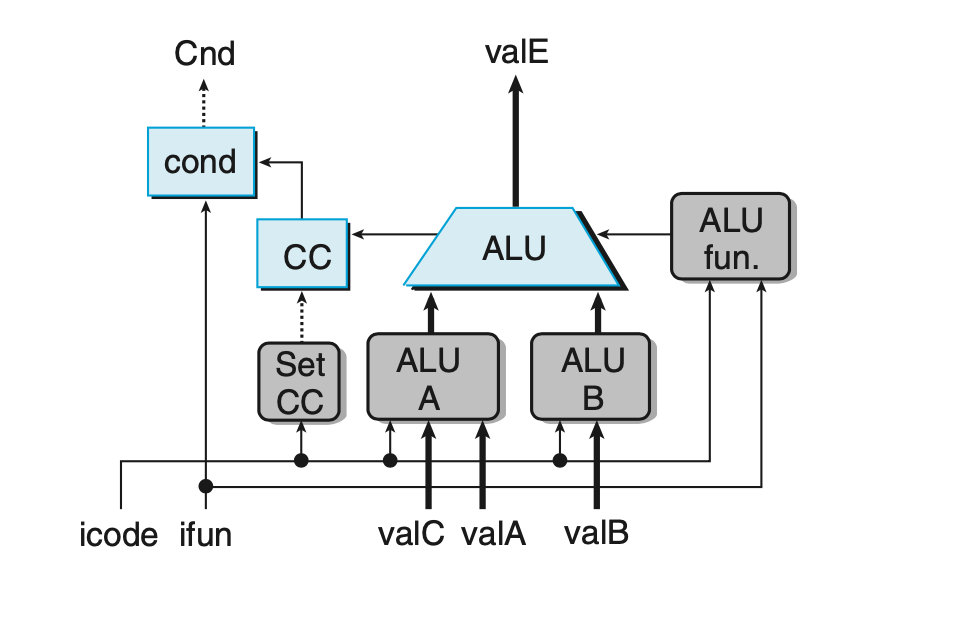 Cnd
valE
cond
ALU
fun.
CC
ALU
Set
CC
ALU
A
ALU
B
icode
ifun
valC
valA
valB